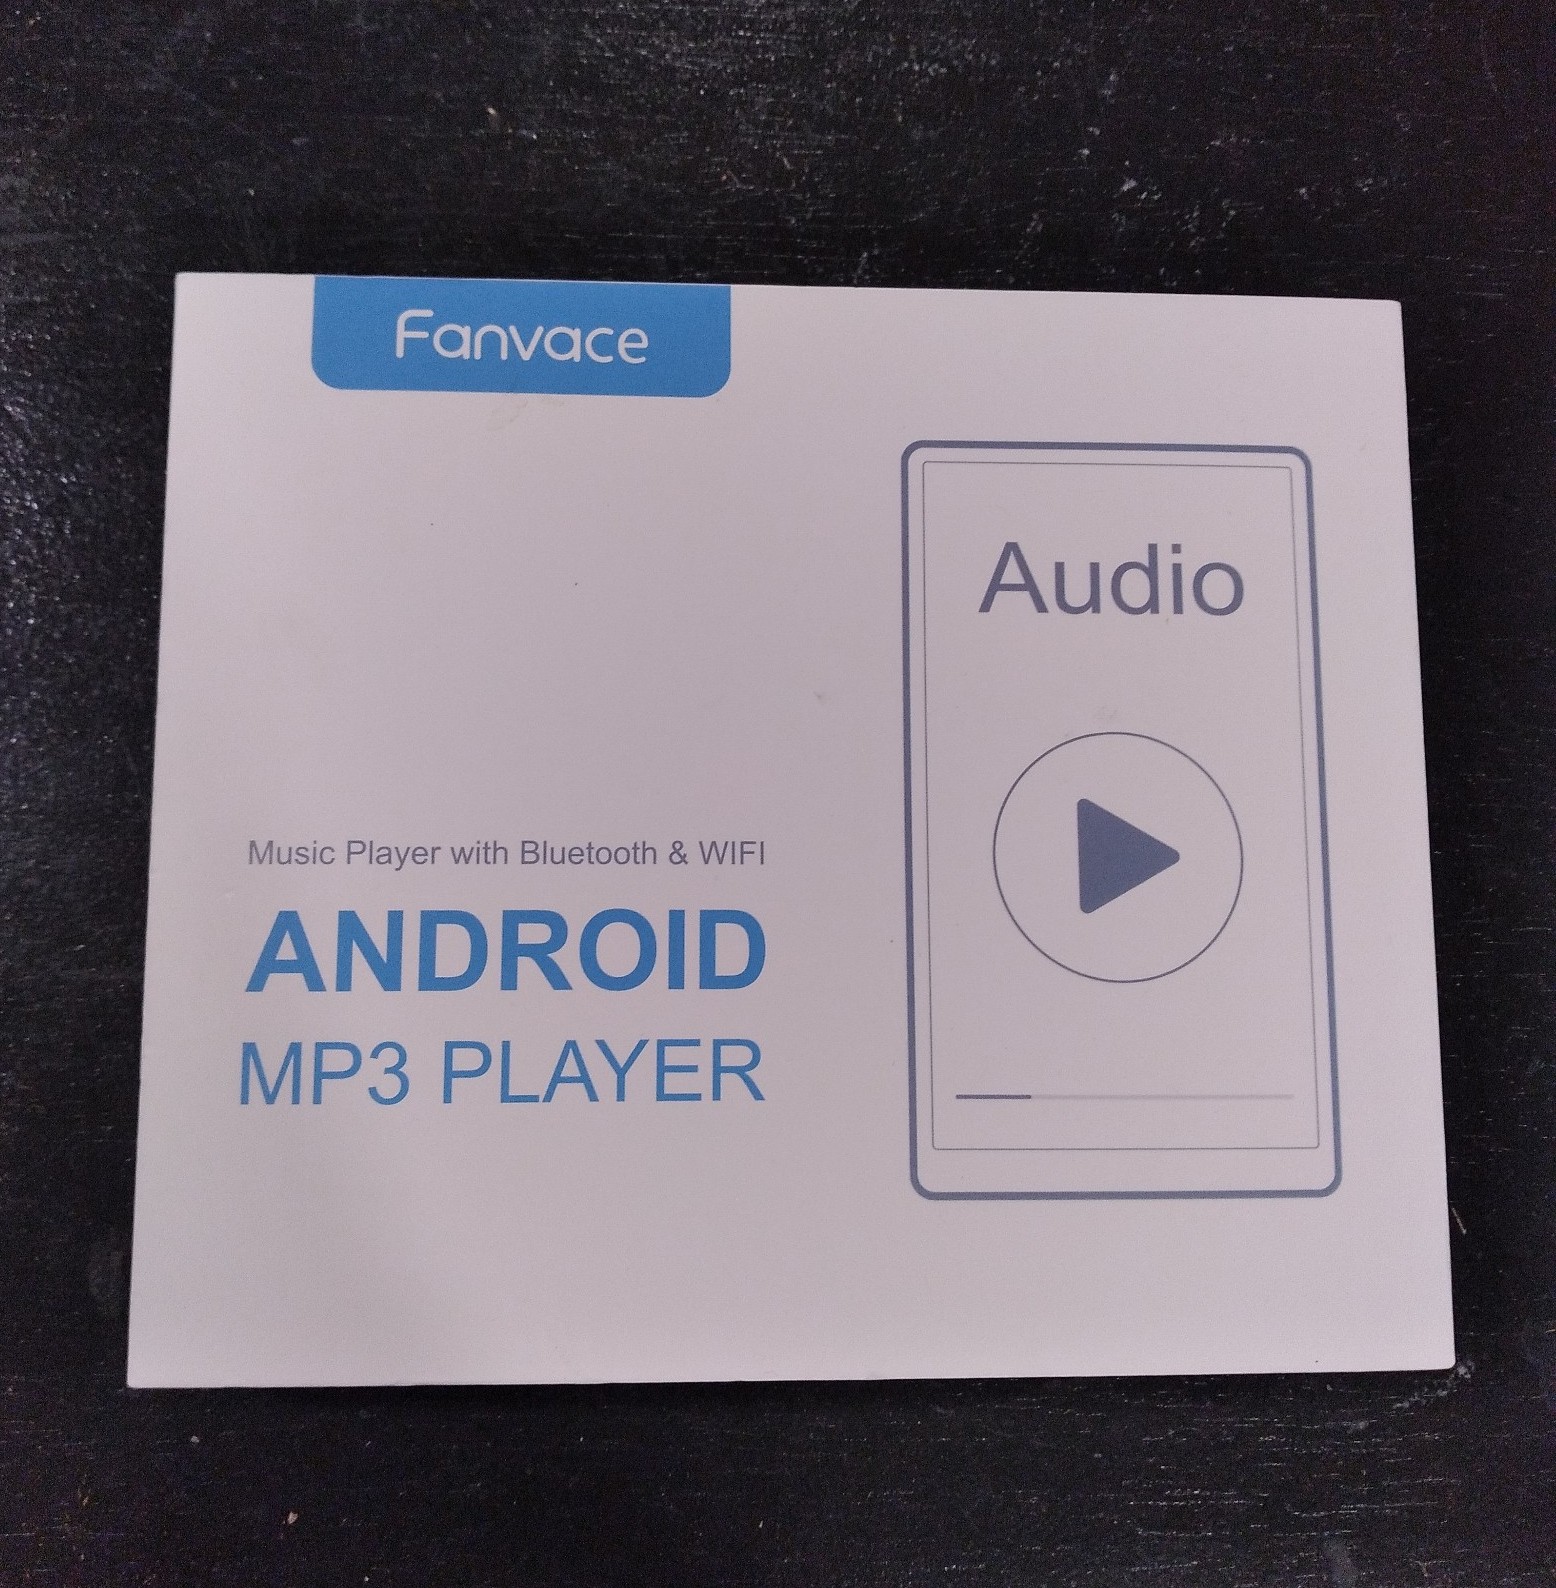 Fanvace
Audio
Music Player with Bluetooth & WIFI
ANDROID
MP3 PLAYER